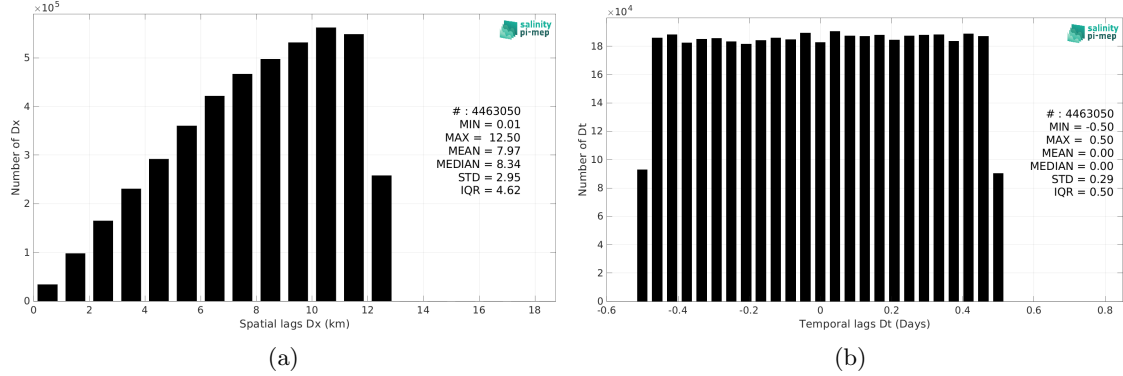 ×10^5
salinity
pi-mep
6
5
4
3
2
1
0
Number of Dx
# : 4463050
MIN = 0.01
MAX = 12.50
MEAN = 7.97
MEDIAN = 8.34
STD = 2.95
IQR = 4.62
0 2 4 6 8 10 12 14 16 18
Spatial lags Dx (km)
(a)
×10^4
salinity
pi-mep
20
18
16
14
12
10
8
6
4
2
0
Number of Dt
# : 4463050
MIN = -0.50
MAX = 0.50
MEAN = 0.00
MEDIAN = 0.00
STD = 0.29
IQR = 0.50
-0.6 -0.4 -0.2 0 0.2 0.4 0.6 0.8
Temporal lags Dt (Days)
(b)